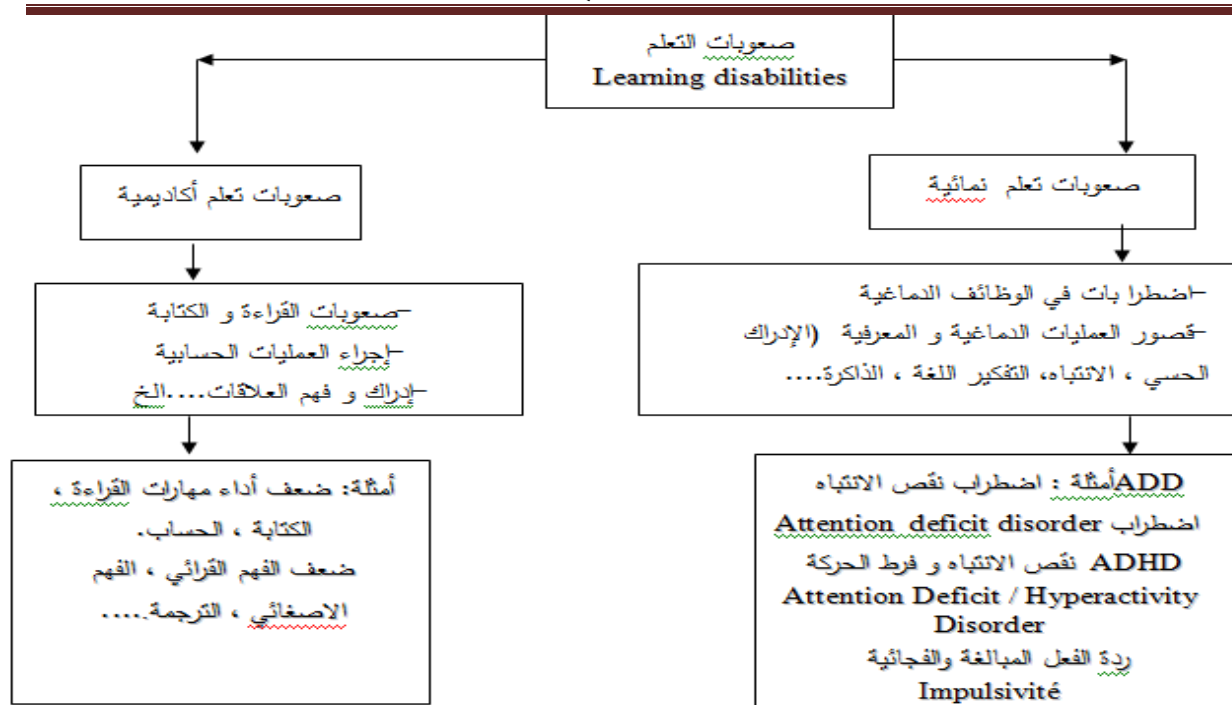 صعوبات التعلم
Learning disabilities
صعوبات تعلم نمائية
صعوبات تعلم أكاديمية
–اضطرا بات في الوظائف الدماغية
–قصور العمليات الدماغية و المعرفية (الإدراك
الحسي ، الانتباه، التفكير اللغة ، الذاكرة....
–صعوبات القراءة و الكتابة
–إجراء العمليات الحسابية
–إدراك و فهم العلاقات....الخ
ADDأمثلة : اضطراب نقص الانتباه
اضطراب Attention deficit disorder
ADHD نقص الانتباه و فرط الحركة
Attention Deficit / Hyperactivity
Disorder
ردة الفعل المبالغة والفجائية
Impulsivité
أمثلة: ضعف أداء مهارات القراءة ،
الكتابة ، الحساب.
ضعف الفهم القرائي ، الفهم
الاصغائي ، الترجمة.....